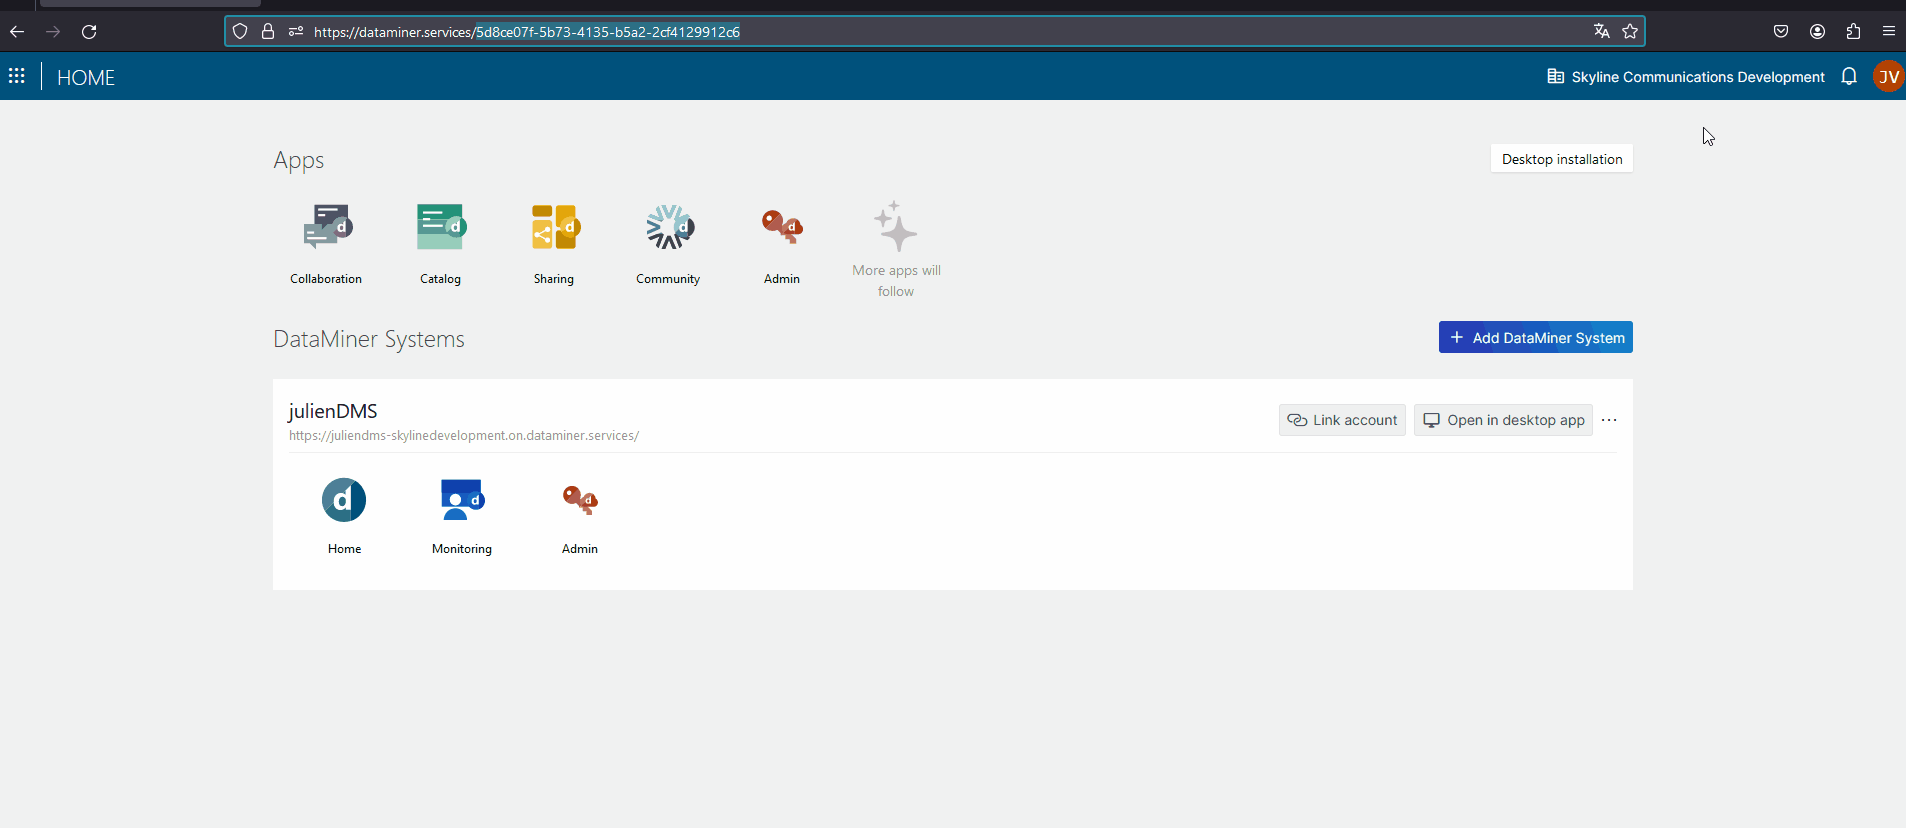 https://dataminer.services/5d8ce07f-5b73-4135-b5a2-2cf4129912c6
HOME
Skyline Communications Development
JV
Apps
Desktop installation
Collaboration
Catalog
Sharing
Community
Admin
More apps will
follow
DataMiner Systems
+ Add DataMiner System
julienDMS
https://juliendms-skylinedevelopment.on.dataminer.services/
Link account
Open in desktop app
...
Home
Monitoring
Admin